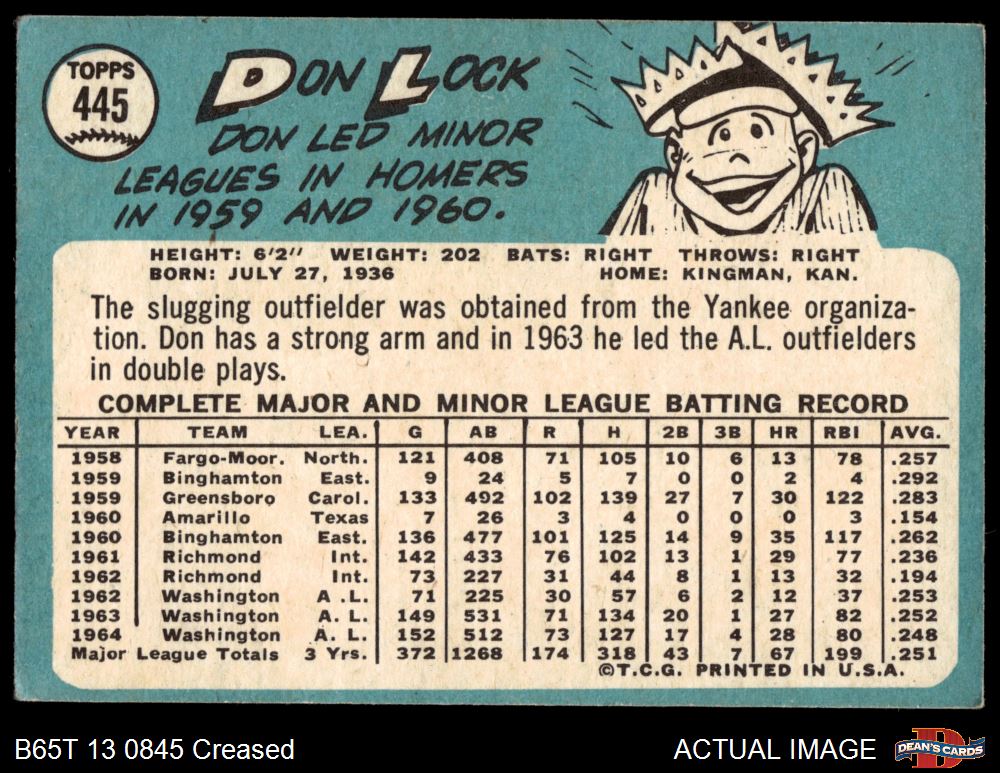 TOPPS
445
DON LOCK
DON LED MINOR
LEAGUES IN HOMERS
IN 1959 AND 1960.
HEIGHT: 6'2" WEIGHT: 202 BATS: RIGHT THROWS: RIGHT
BORN: JULY 27, 1936 HOME: KINGMAN, KAN.
The slugging outfielder was obtained from the Yankee organiza-
tion. Don has a strong arm and in 1963 he led the A.L. outfielders
in double plays.
COMPLETE MAJOR AND MINOR LEAGUE BATTING RECORD
YEAR TEAM LEA. G AB R H 2B 3B HR RBI AVG.
1958 Fargo-Moor. North. 121 408 71 105 10 6 13 78 .257
1959 Binghamton East. 9 24 5 7 0 0 2 4 .292
1959 Greensboro Carol. 133 492 102 139 27 7 30 122 .283
1960 Amarillo Texas 7 26 3 4 0 0 0 3 .154
1960 Binghamton East. 136 477 101 125 14 9 35 117 .262
1961 Richmond Int. 142 433 76 102 13 1 29 77 .236
1962 Richmond Int. 73 227 31 44 8 1 13 32 .194
1962 Washington A .L. 71 225 30 57 6 2 12 37 .253
1963 Washington A. L. 149 531 71 134 20 1 27 82 .252
1964 Washington A. L. 152 512 73 127 17 4 28 80 .248
Major League Totals 3 Yrs. 372 1268 174 318 43 7 67 199 .251
©T.C.G. PRINTED IN U.S.A.
B65T 13 0845 Creased ACTUAL IMAGE DEAN'S CARDS